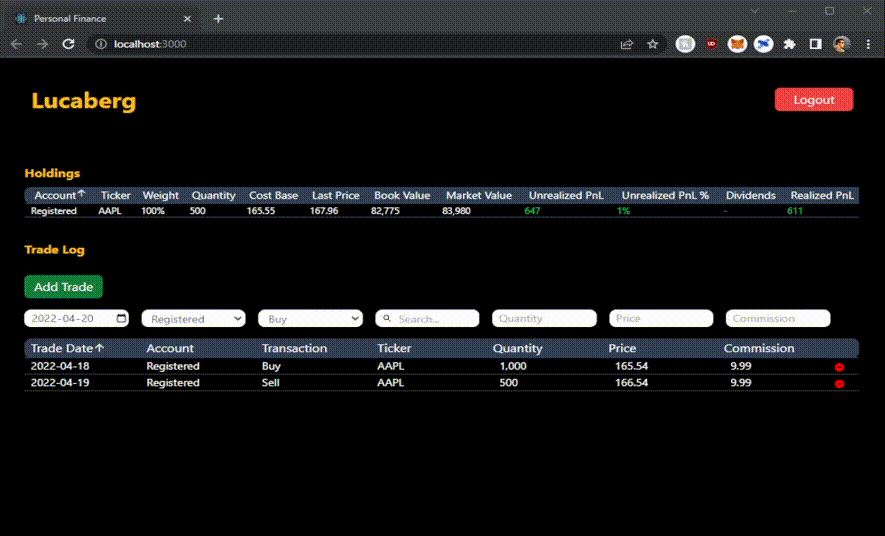 Personal Finance
localhost:3000
Lucaberg
Logout
Holdings
Account Ticker Weight Quantity Cost Base Last Price Book Value Market Value Unrealized PnL Unrealized PnL % Dividends Realized PnL
Registered AAPL 100% 500 165.55 167.96 82,775 83,980 647 1% - 611
Trade Log
Add Trade
2022-04-20 Registered Buy Search... Quantity Price Commission
Trade Date Account Transaction Ticker Quantity Price Commission
2022-04-18 Registered Buy AAPL 1,000 165.54 9.99
2022-04-19 Registered Sell AAPL 500 166.54 9.99